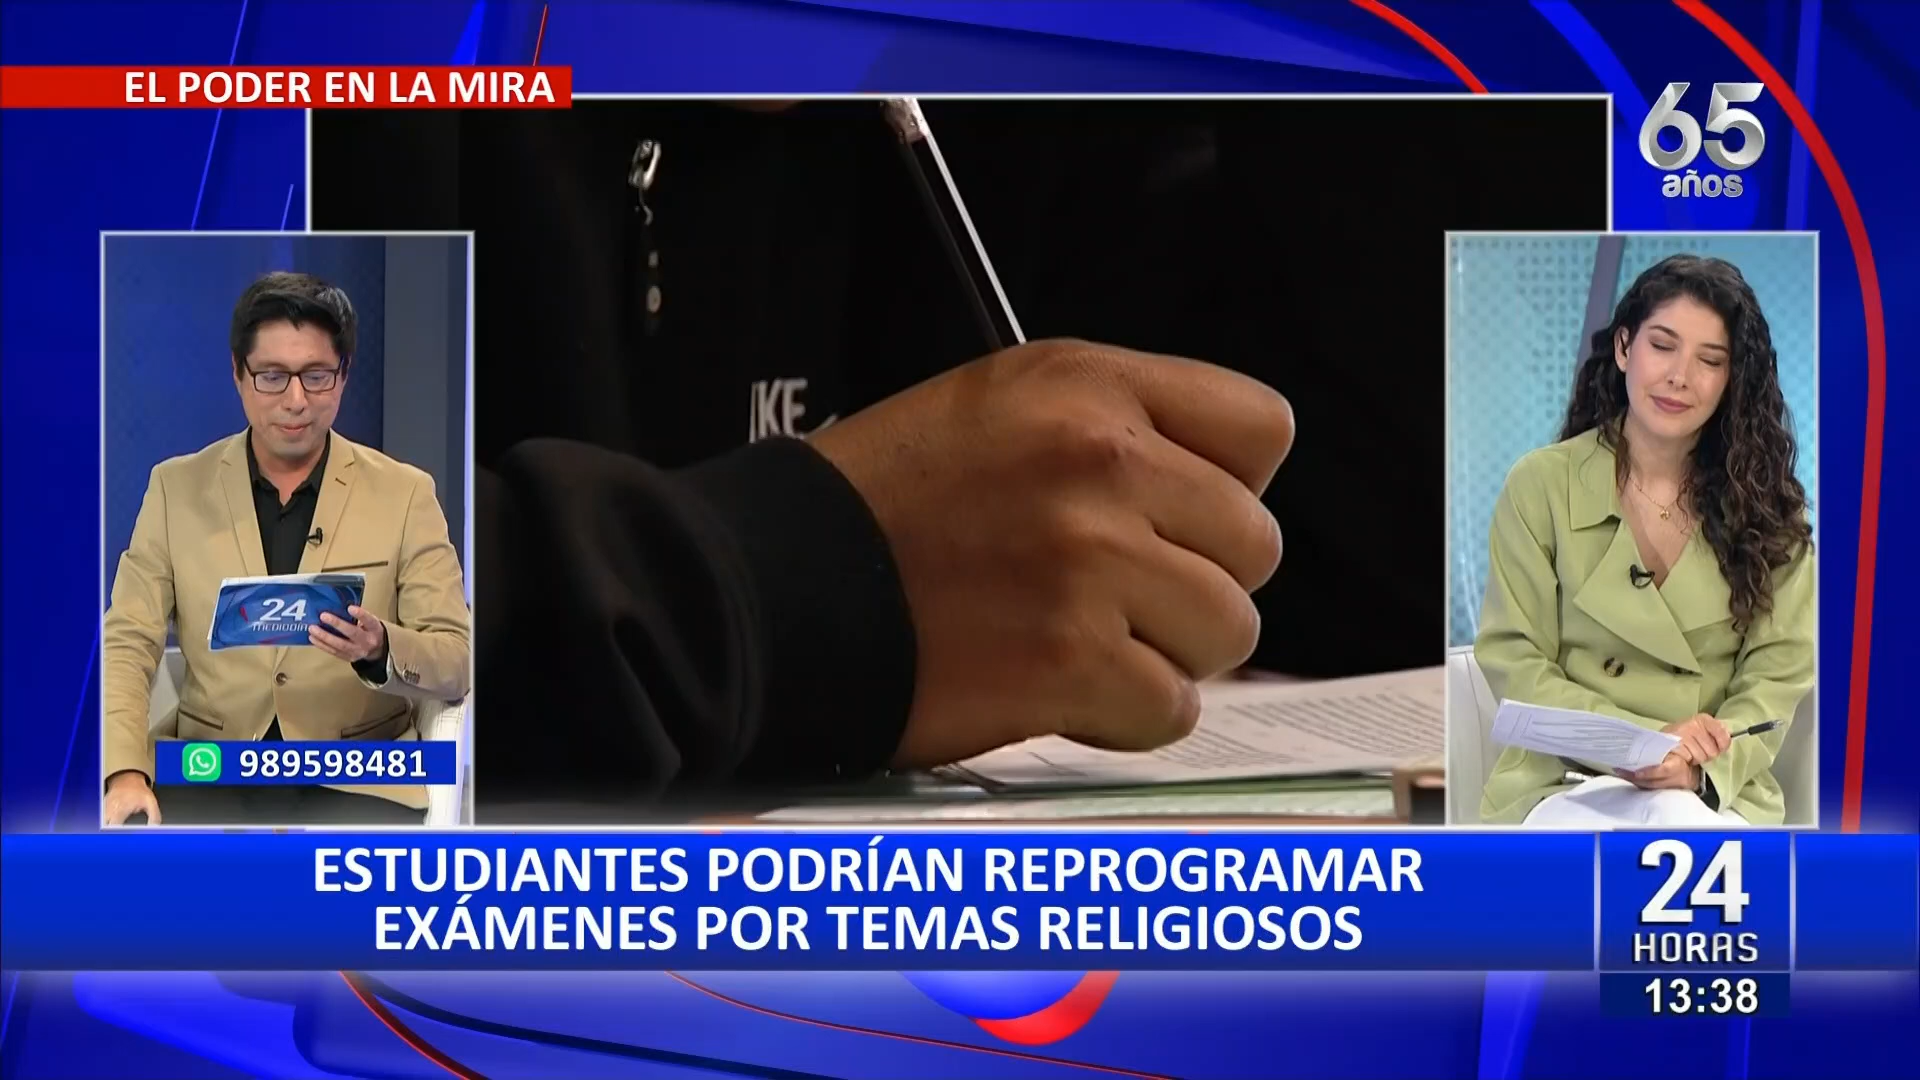 EL PODER EN LA MIRA
65
años
24
MEDIODÍA
989598481
ESTUDIANTES PODRÍAN REPROGRAMAR
EXÁMENES POR TEMAS RELIGIOSOS
24
HORAS
13:38